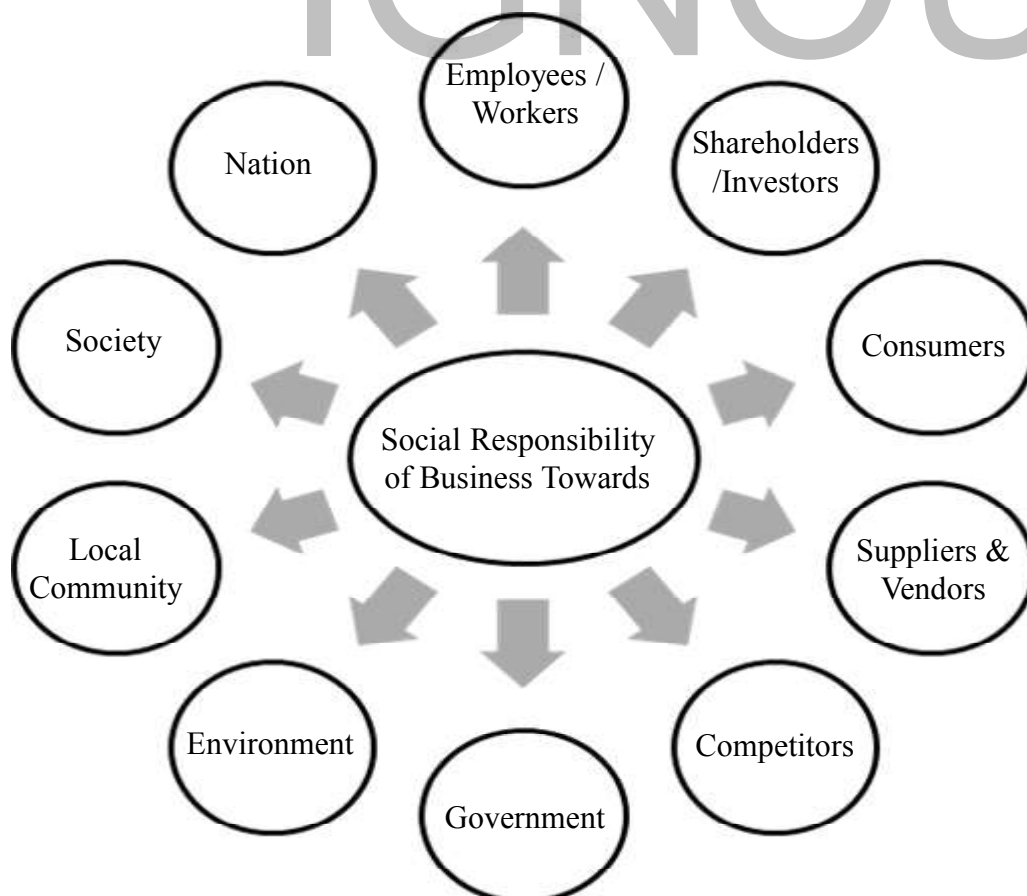 IGNOU
Employees /
Workers
Shareholders
/Investors
Consumers
Suppliers &
Vendors
Competitors
Government
Environment
Local
Community
Society
Nation
Social Responsibility
of Business Towards